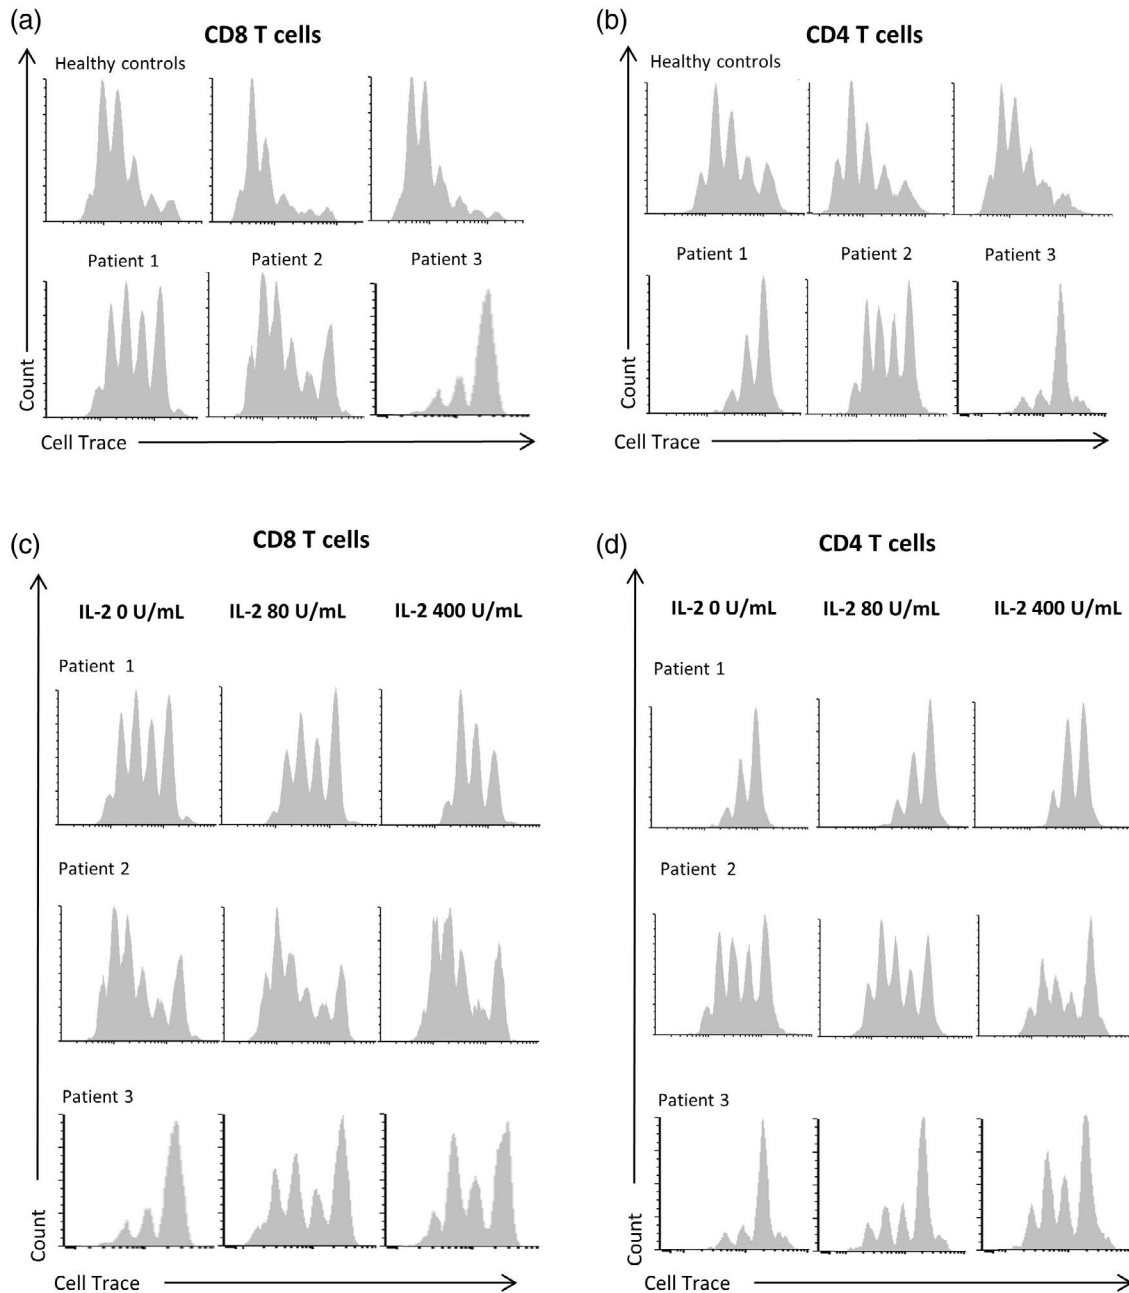 (a)
CD8 T cells
Healthy controls
Patient 1 Patient 2 Patient 3
Count
Cell Trace
(b)
CD4 T cells
Healthy controls
Patient 1 Patient 2 Patient 3
Count
Cell Trace
(c)
CD8 T cells
IL-2 0 U/mL IL-2 80 U/mL IL-2 400 U/mL
Patient 1
Patient 2
Patient 3
Count
Cell Trace
(d)
CD4 T cells
IL-2 0 U/mL IL-2 80 U/mL IL-2 400 U/mL
Patient 1
Patient 2
Patient 3
Count
Cell Trace